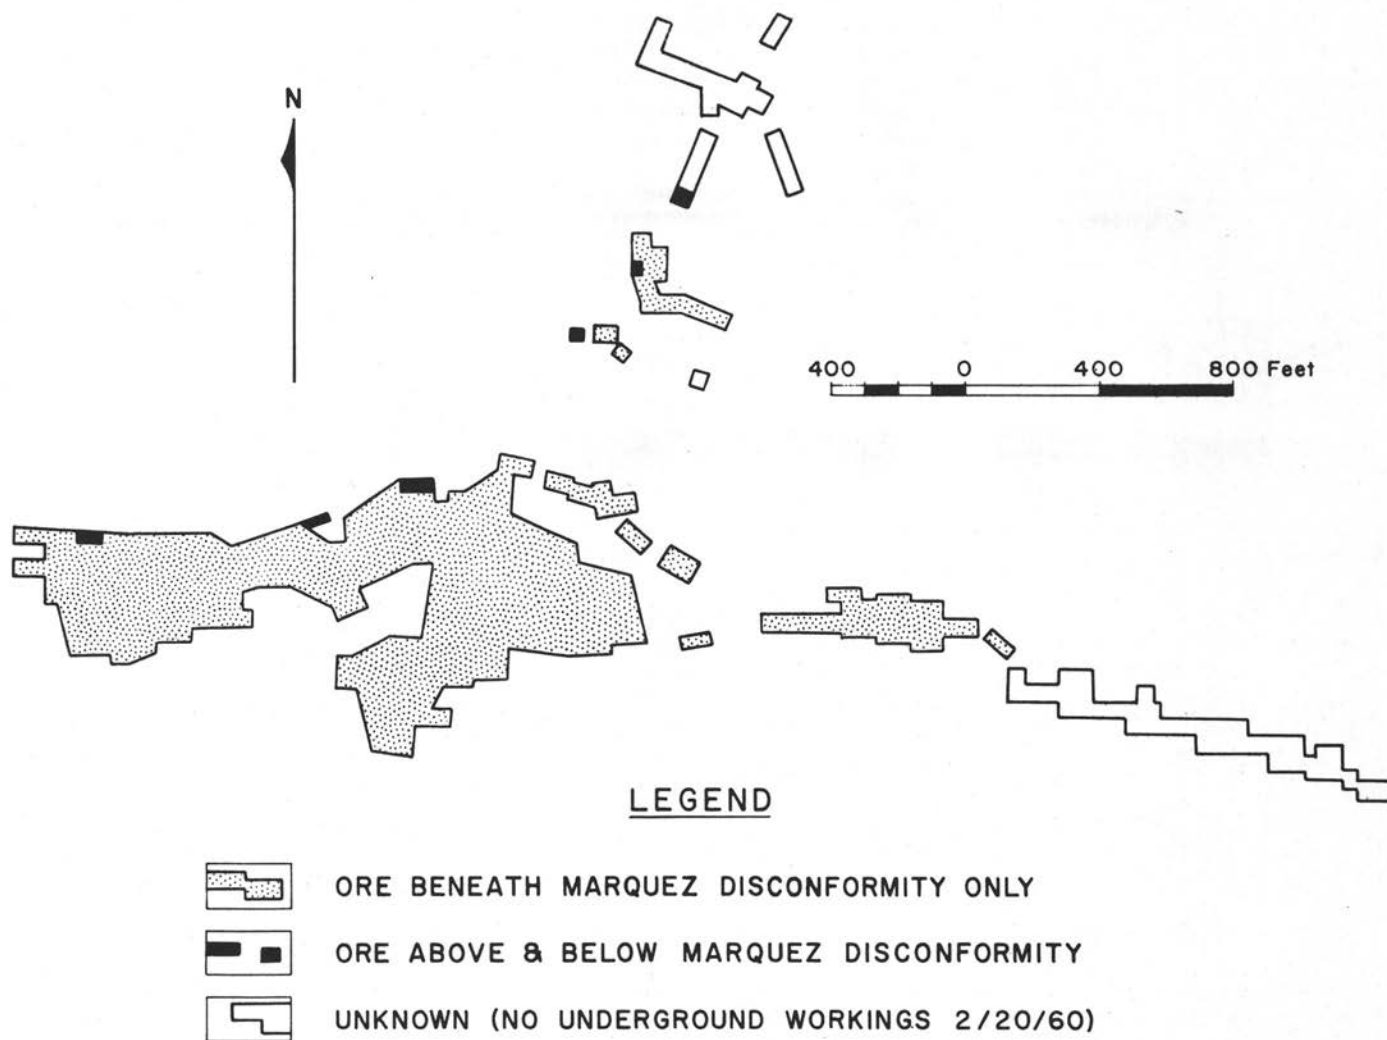 N
400 0 400 800 Feet
LEGEND
ORE BENEATH MARQUEZ DISCONFORMITY ONLY
ORE ABOVE & BELOW MARQUEZ DISCONFORMITY
UNKNOWN (NO UNDERGROUND WORKINGS 2/20/60)